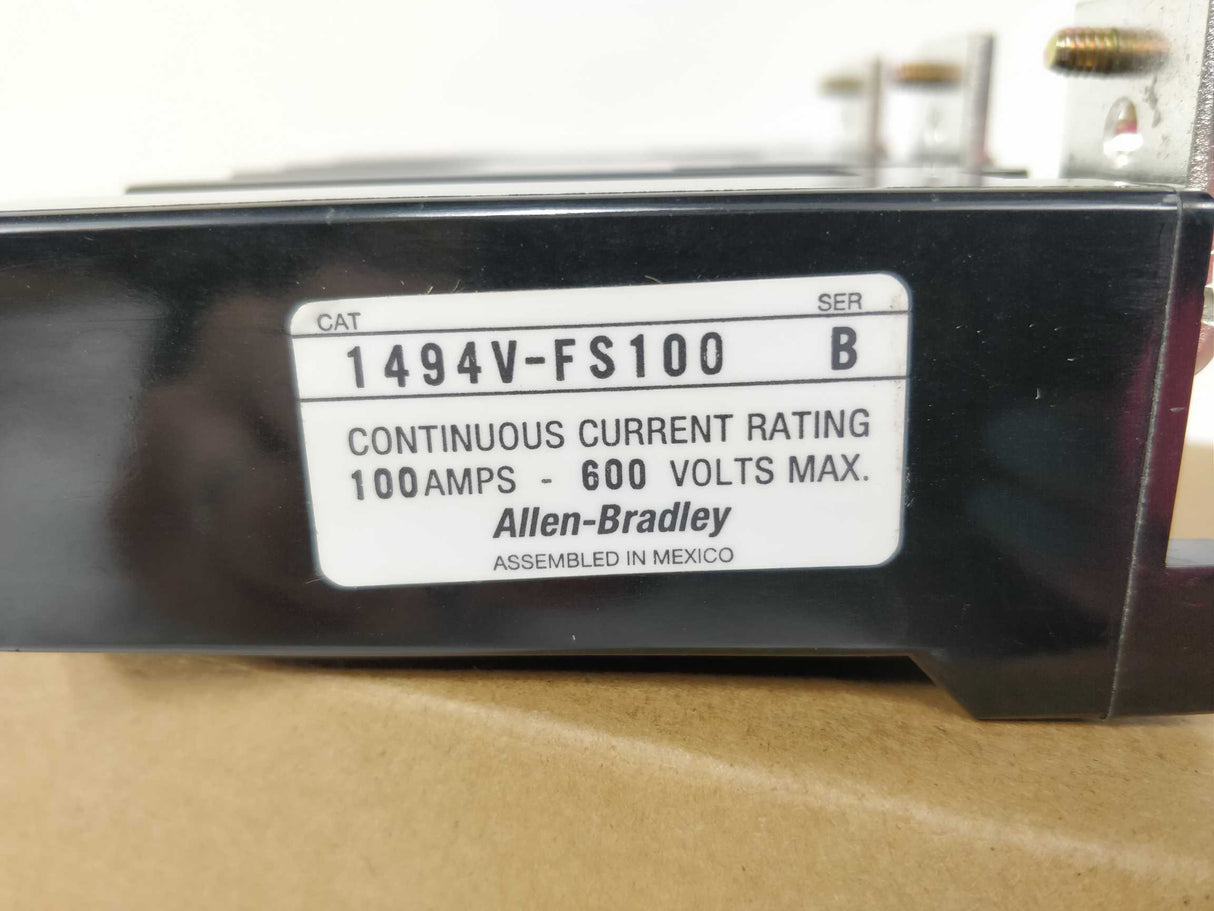 CAT SER
1494V-FS100 B
CONTINUOUS CURRENT RATING
100 AMPS - 600 VOLTS MAX.
Allen-Bradley
ASSEMBLED IN MEXICO